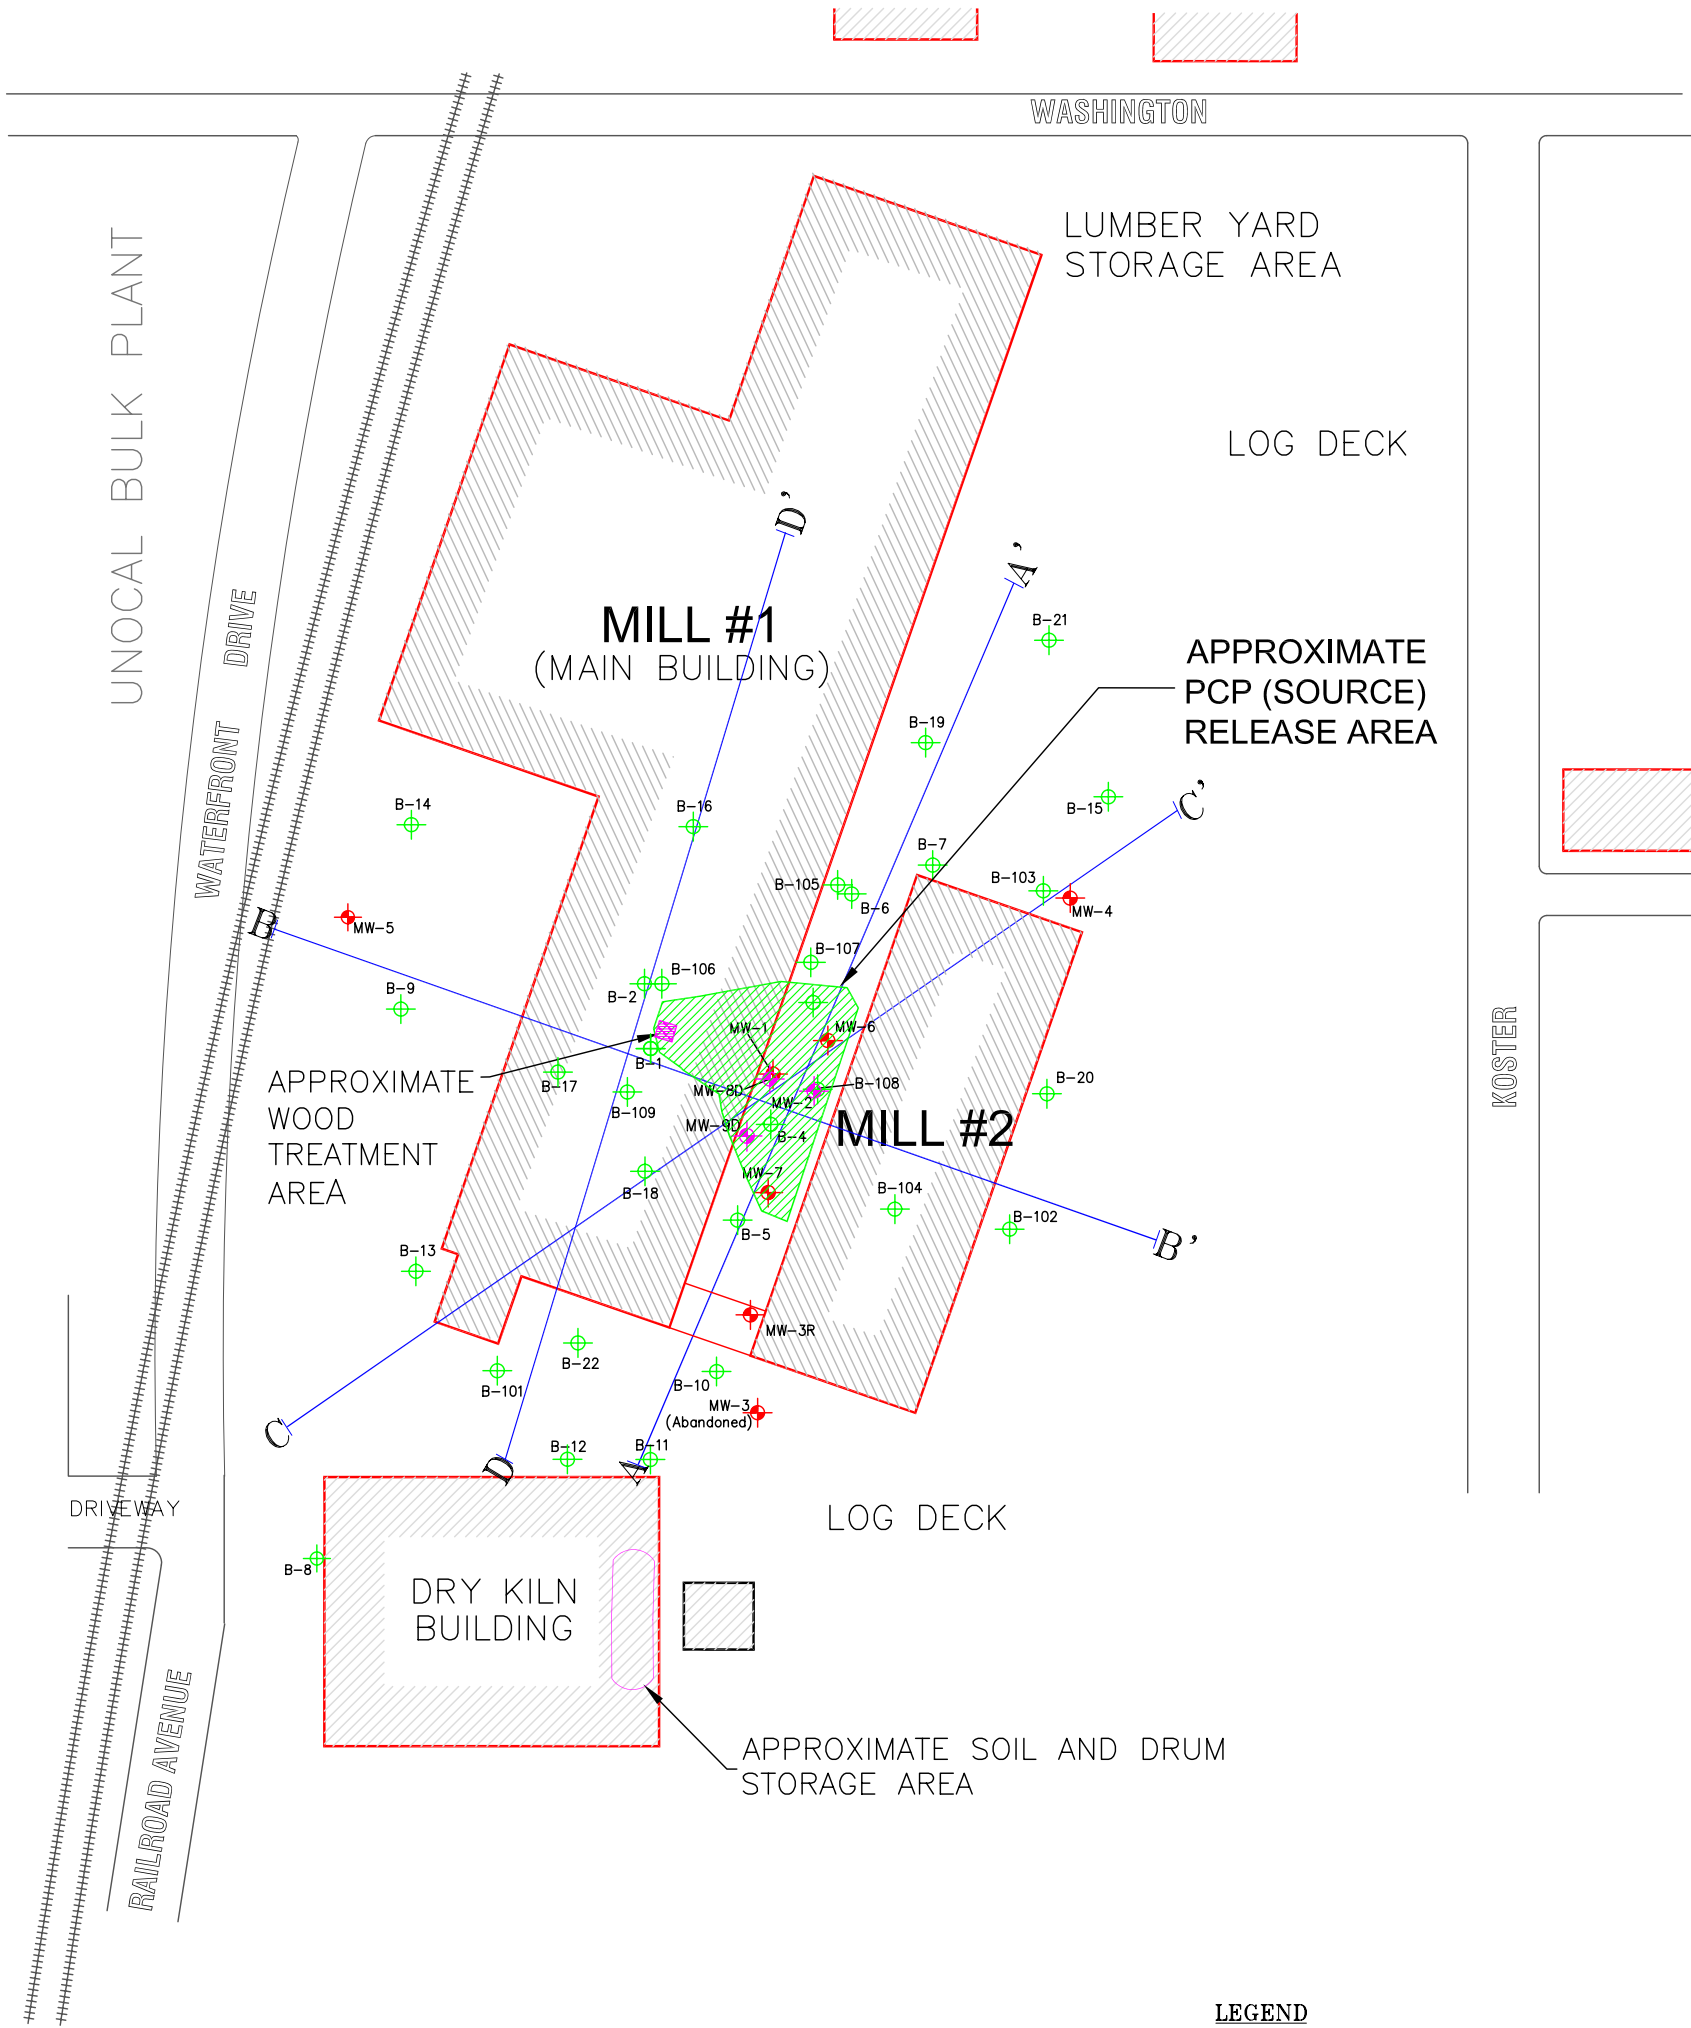 WASHINGTON
LUMBER YARD
STORAGE AREA
UNOCAL BULK PLANT
LOG DECK
D'
A'
WATERFRONT DRIVE
MILL #1
(MAIN BUILDING)
B-21
APPROXIMATE
PCP (SOURCE)
RELEASE AREA
B-19
C'
B-15
B-14
B-16
B-7
B-105
B-103
B-6
MW-4
B
MW-5
B-107
B-106
B-2
B-9
MW-1
MW-6
B-1
KOSTER
APPROXIMATE
WOOD
TREATMENT
AREA
B-17
B-109
MW-8D
B-108
MW-2
B-20
MW-9D
B-4
MILL #2
MW-7
B-18
B-104
B-5
B-102
B'
B-13
MW-3R
B-22
B-101
B-10
MW-3
(Abandoned)
C
B-12
B-11
D
A
DRIVEWAY
LOG DECK
B-8
DRY KILN
BUILDING
RAILROAD AVENUE
APPROXIMATE SOIL AND DRUM
STORAGE AREA
LEGEND